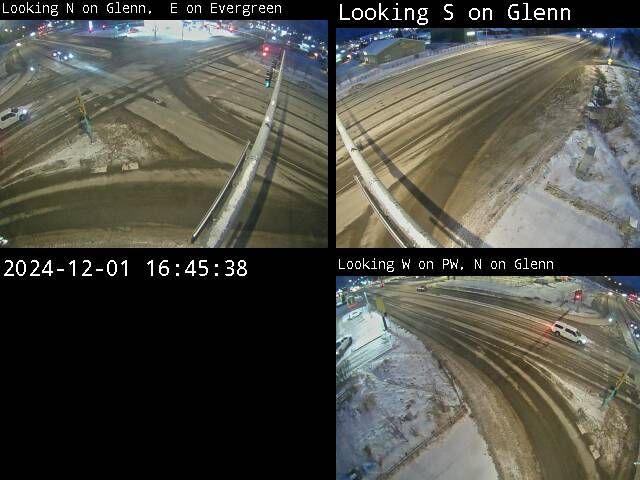 Looking N on Glenn,  E on Evergreen
Looking S on Glenn
2024-12-01 16:45:38
Looking W on PW, N on Glenn